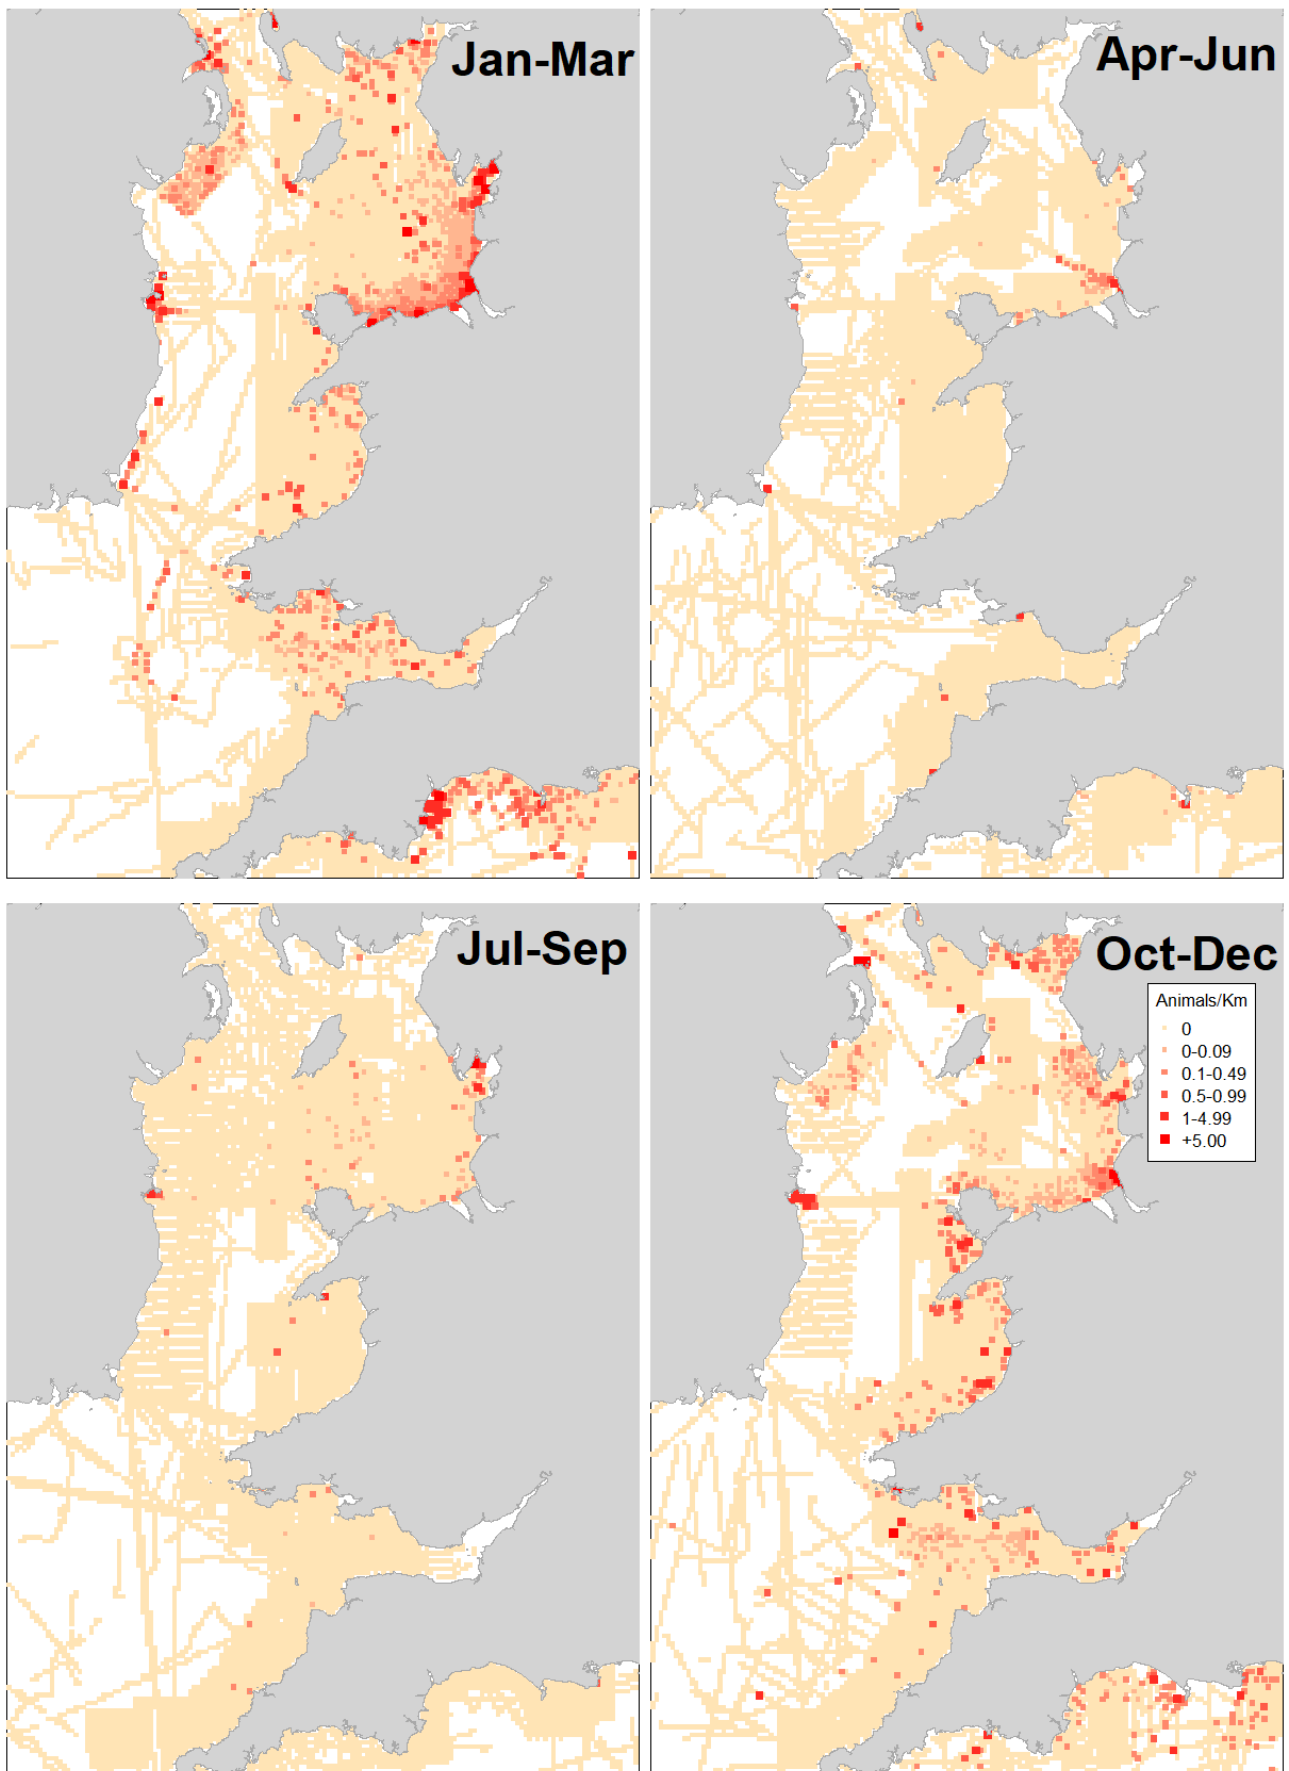 Jan-Mar
Apr-Jun
Jul-Sep
Oct-Dec
Animals/Km
0
0-0.09
0.1-0.49
0.5-0.99
1-4.99
+5.00